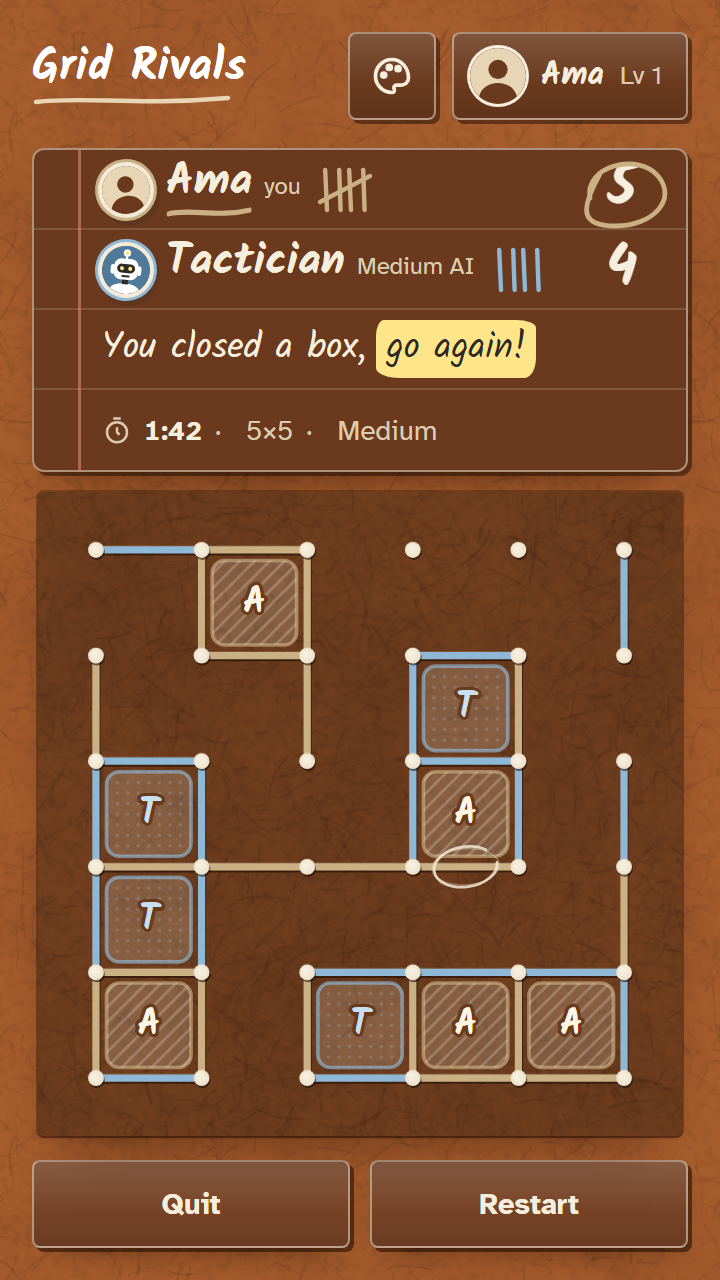 Grid Rivals
Ama Lv 1
Ama you 5
Tactician Medium AI 4
You closed a box, go again!
1:42 · 5×5 · Medium
A
T
T A
T
A T A A
Quit Restart